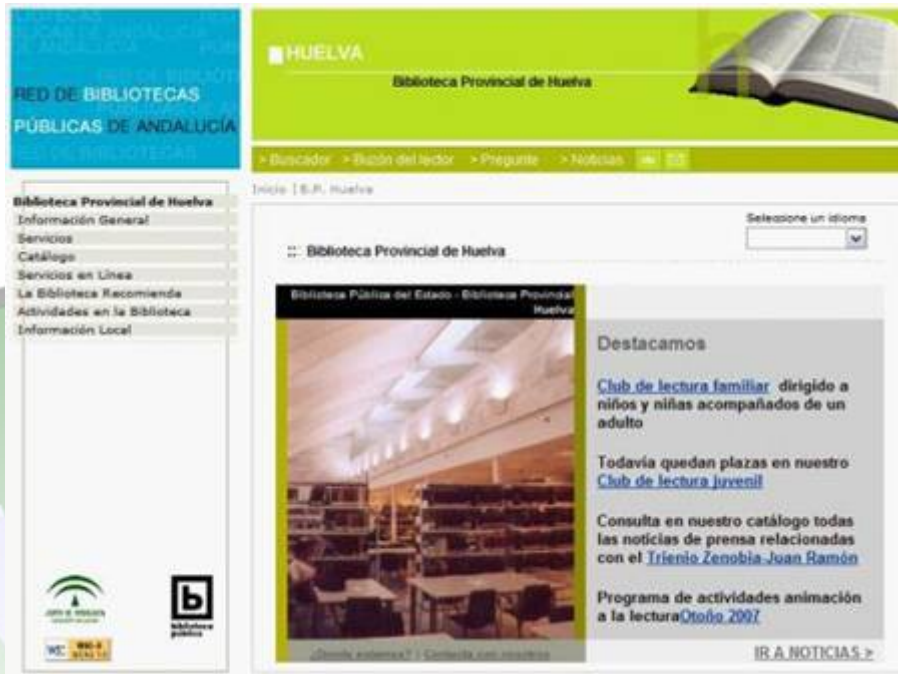 RED DE BIBLIOTECAS
PÚBLICAS DE ANDALUCÍA
HUELVA
Biblioteca Provincial de Huelva
> Buscador > Buzón del lector > Pregunte > Noticias
Inicio | B.P. Huelva
Biblioteca Provincial de Huelva
Información General
Servicios
Catálogo
Servicios en Línea
La Biblioteca Recomienda
Actividades en la Biblioteca
Información Local
JUNTA DE ANDALUCIA
b
biblioteca
pública
Seleccione un idioma
:: Biblioteca Provincial de Huelva
Biblioteca Pública del Estado - Biblioteca Provincial
Huelva
Destacamos
Club de lectura familiar dirigido a
niños y niñas acompañados de un
adulto
Todavía quedan plazas en nuestro
Club de lectura juvenil
Consulta en nuestro catálogo todas
las noticias de prensa relacionadas
con el Trienio Zenobia-Juan Ramón
Programa de actividades animación
a la lecturaOtoño 2007
¿Donde estamos? | Contacta con nosotros
IR A NOTICIAS >